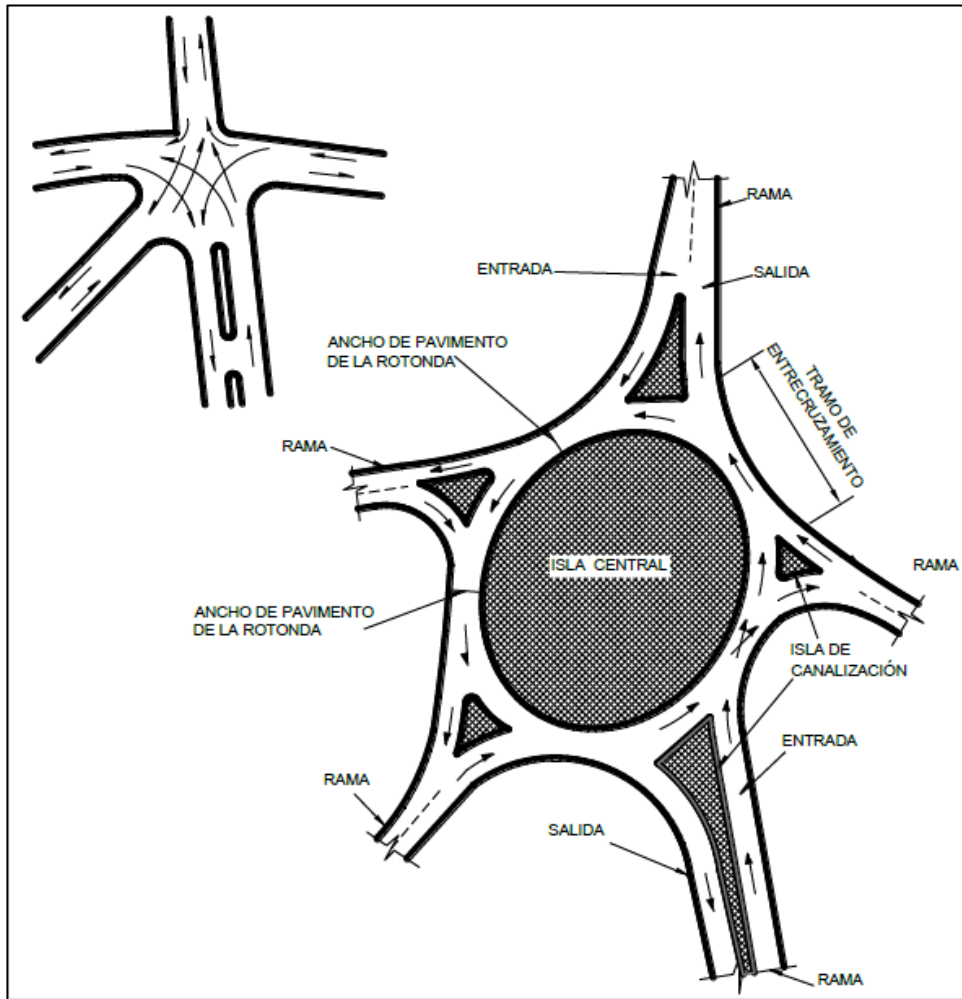 RAMA
ENTRADA
SALIDA
ANCHO DE PAVIMENTO
DE LA ROTONDA
TRAMO DE
ENTRECRUZAMIENTO
RAMA
ISLA CENTRAL
RAMA
ANCHO DE PAVIMENTO
DE LA ROTONDA
ISLA DE
CANALIZACIÓN
ENTRADA
RAMA
SALIDA
RAMA